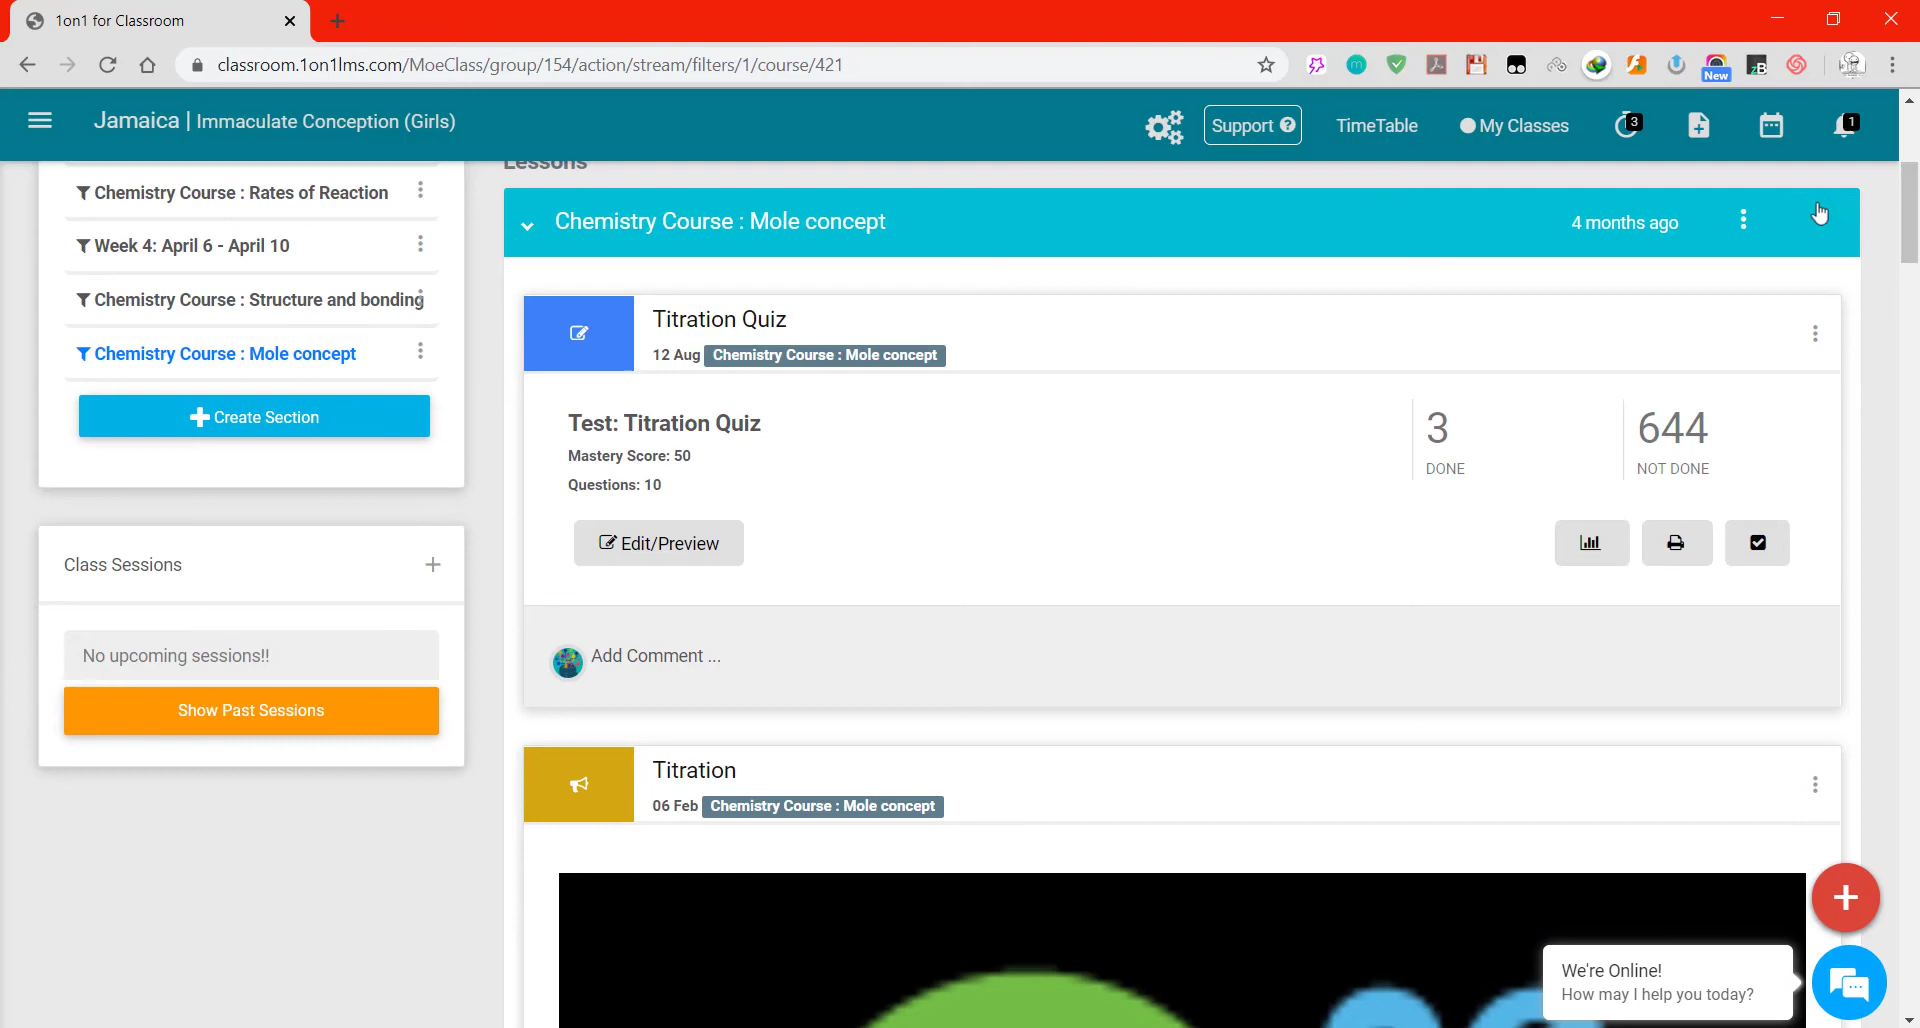 1on1 for Classroom
classroom.1on1lms.com/MoeClass/group/154/action/stream/filters/1/course/421
New
Jamaica | Immaculate Conception (Girls)
Support
TimeTable
My Classes
3
1
Lessons
Chemistry Course : Rates of Reaction
Week 4: April 6 - April 10
Chemistry Course : Structure and bonding
Chemistry Course : Mole concept
Create Section
Class Sessions
No upcoming sessions!!
Show Past Sessions
Chemistry Course : Mole concept
4 months ago
Titration Quiz
12 Aug Chemistry Course : Mole concept
Test: Titration Quiz
Mastery Score: 50
Questions: 10
3
DONE
644
NOT DONE
Edit/Preview
Add Comment ...
Titration
06 Feb Chemistry Course : Mole concept
We're Online!
How may I help you today?